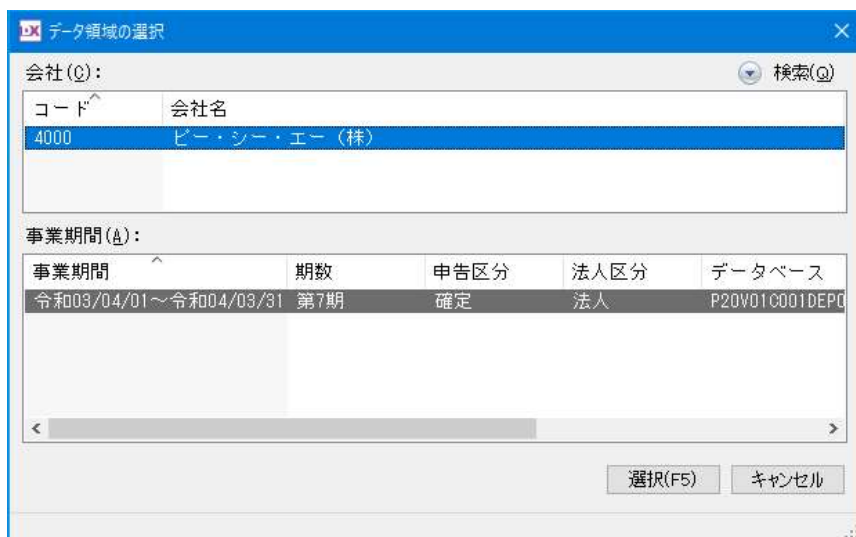 DX データ領域の選択
会社(C):
検索(Q)
コード 会社名
4000 ピー・シー・エー（株）
事業期間(A):
事業期間 期数 申告区分 法人区分 データベース
令和03/04/01～令和04/03/31 第7期 確定 法人 P20V01C001DEP0
選択(F5) キャンセル